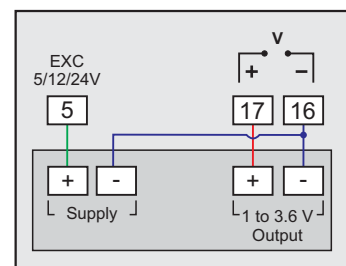 V
EXC
5/12/24V
+ −
5 17 16
+ - + -
Supply 1 to 3.6 V
Output